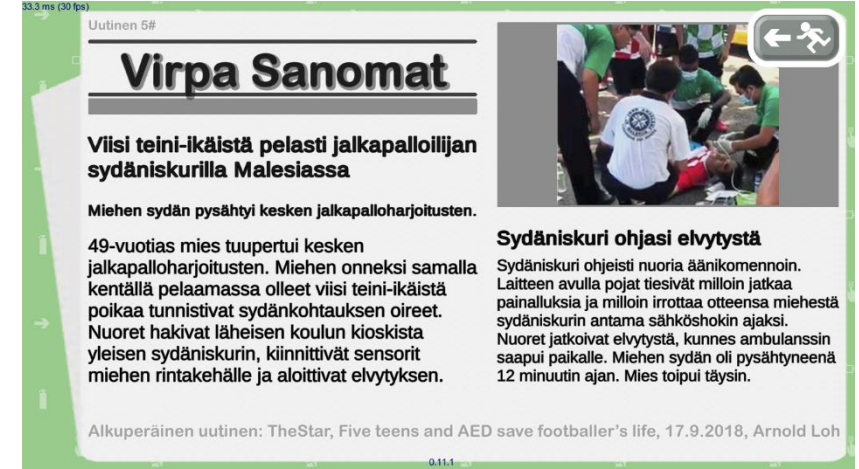 33.3 ms (30 fps)
Uutinen 5#
Virpa Sanomat
Viisi teini-ikäistä pelasti jalkapalloilijan
sydäniskurilla Malesiassa
Miehen sydän pysähtyi kesken jalkapalloharjoitusten.
49-vuotias mies tuupertui kesken
jalkapalloharjoitusten. Miehen onneksi samalla
kentällä pelaamassa olleet viisi teini-ikäistä
poikaa tunnistivat sydänkohtauksen oireet.
Nuoret hakivat läheisen koulun kioskista
yleisen sydäniskurin, kiinnittivät sensorit
miehen rintakehälle ja aloittivat elvytyksen.
Sydäniskuri ohjasi elvytystä
Sydäniskuri ohjeisti nuoria äänikomennoin.
Laitteen avulla pojat tiesivät milloin jatkaa
painalluksia ja milloin irrottaa otteensa miehestä
sydäniskurin antama sähköshokin ajaksi.
Nuoret jatkoivat elvytystä, kunnes ambulanssin
saapui paikalle. Miehen sydän oli pysähtyneenä
12 minuutin ajan. Mies toipui täysin.
Alkuperäinen uutinen: TheStar, Five teens and AED save footballer's life, 17.9.2018, Arnold Loh
0.11.1